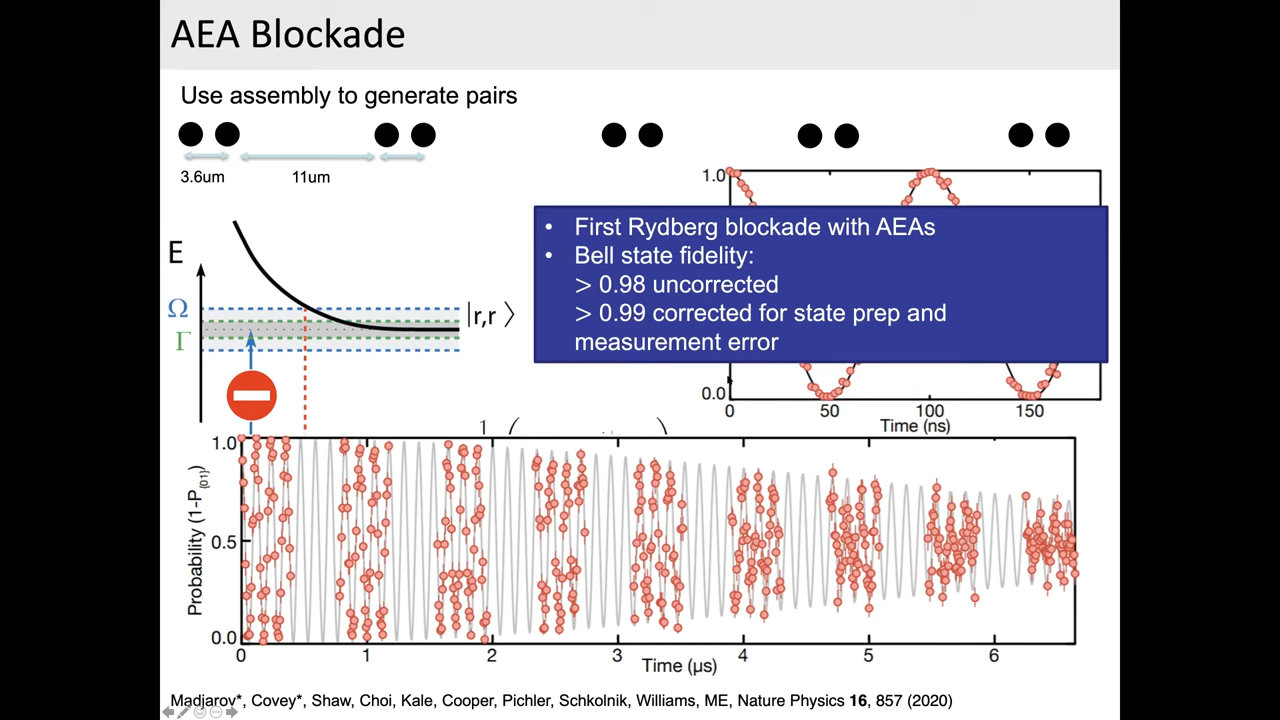 AEA Blockade
Use assembly to generate pairs
3.6um
11um
1.0
• First Rydberg blockade with AEAs
• Bell state fidelity:
> 0.98 uncorrected
> 0.99 corrected for state prep and
measurement error
E
Ω
Γ
|r,r ⟩
0.0
0 50 100 150
Time (ns)
1 (        )
1.0
0.5
0.0
Probability (1-P{01})
0 1 2 3 4 5 6
Time (μs)
Madjarov*, Covey*, Shaw, Choi, Kale, Cooper, Pichler, Schkolnik, Williams, ME, Nature Physics 16, 857 (2020)